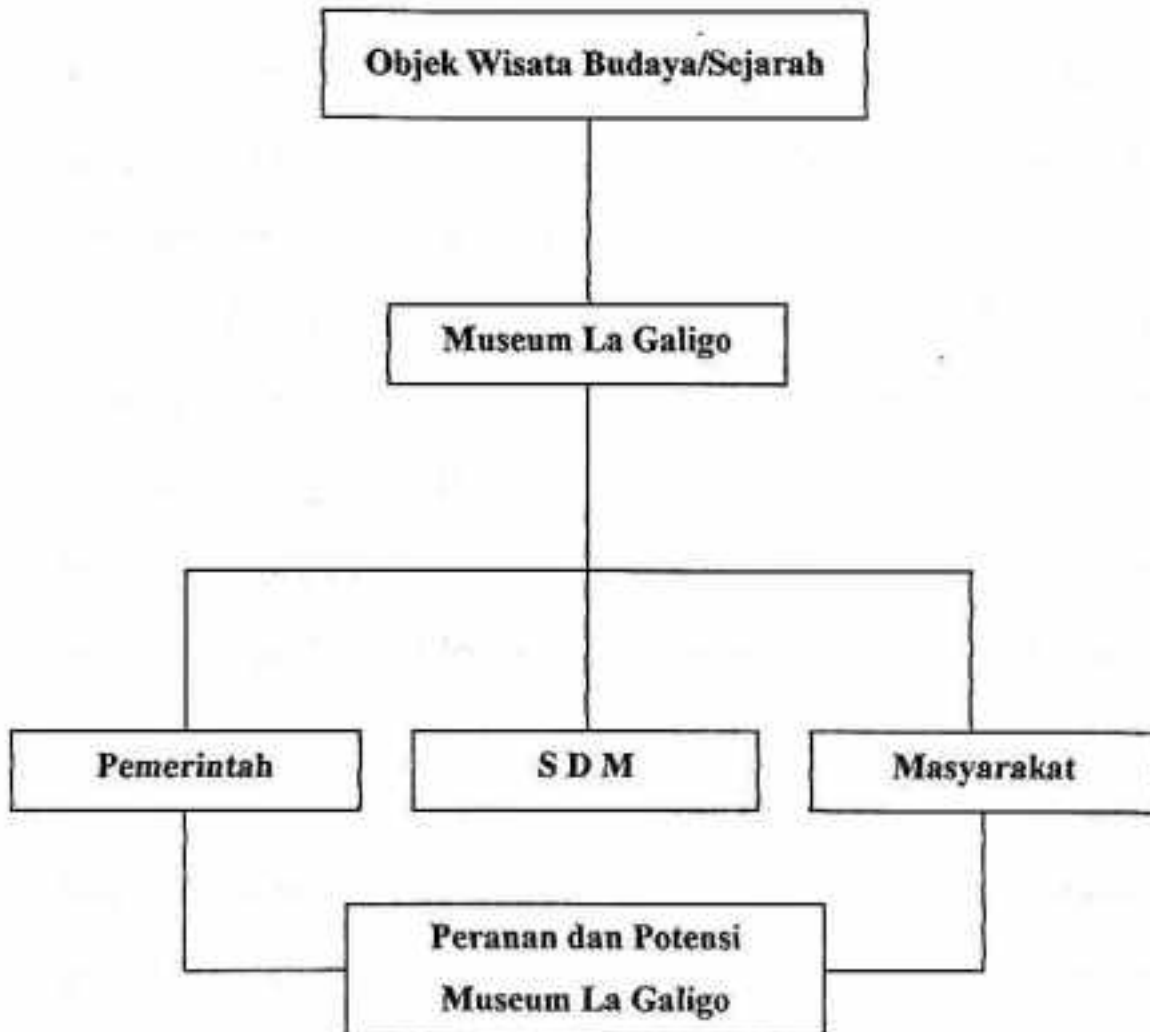 Objek Wisata Budaya/Sejarah
Museum La Galigo
Pemerintah
S D M
Masyarakat
Peranan dan Potensi
Museum La Galigo